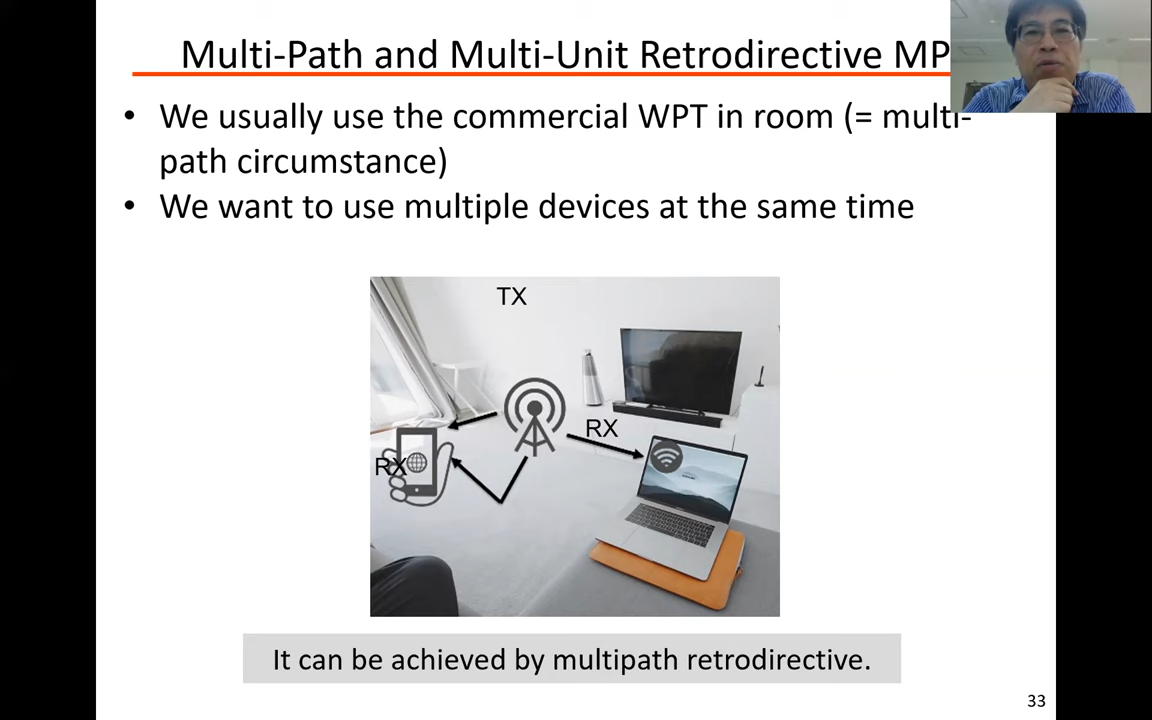 Multi-Path and Multi-Unit Retrodirective MP
• We usually use the commercial WPT in room (= multi-
path circumstance)
• We want to use multiple devices at the same time
TX
RX
RX
It can be achieved by multipath retrodirective.
33